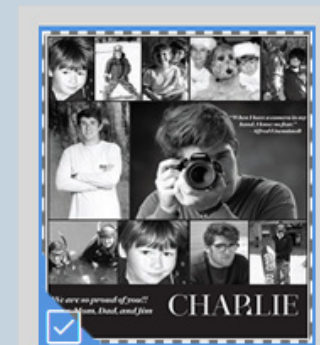 "When I have a camera in my
hand, I know no fear."
Alfred Eisenstaedt
We are so proud of you!!
Mom, Dad, and Jim
CHARLIE